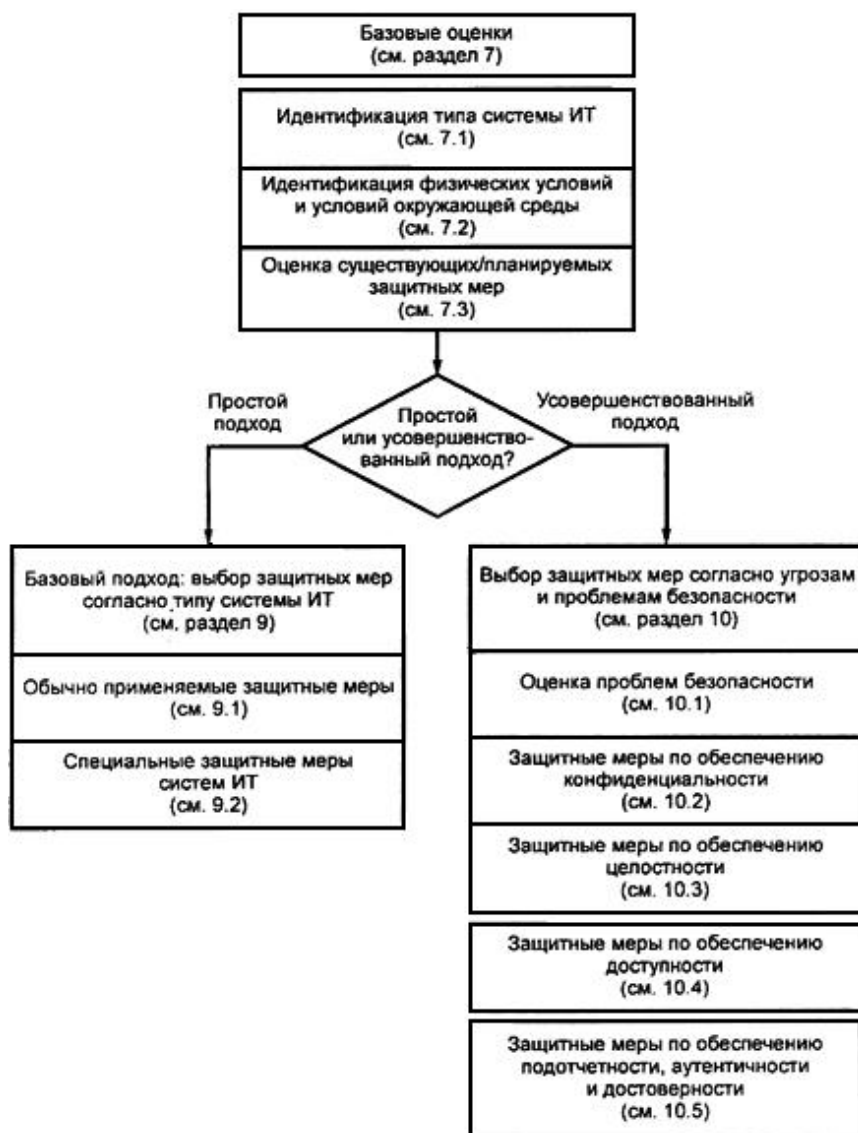 Базовые оценки
(см. раздел 7)
Идентификация типа системы ИТ
(см. 7.1)
Идентификация физических условий
и условий окружающей среды
(см. 7.2)
Оценка существующих/планируемых
защитных мер
(см. 7.3)
Простой
подход
Простой
или усовершенство-
ванный подход?
Усовершенствованный
подход
Базовый подход: выбор защитных мер
согласно типу системы ИТ
(см. раздел 9)
Обычно применяемые защитные меры
(см. 9.1)
Специальные защитные меры
систем ИТ
(см. 9.2)
Выбор защитных мер согласно угрозам
и проблемам безопасности
(см. раздел 10)
Оценка проблем безопасности
(см. 10.1)
Защитные меры по обеспечению
конфиденциальности
(см. 10.2)
Защитные меры по обеспечению
целостности
(см. 10.3)
Защитные меры по обеспечению
доступности
(см. 10.4)
Защитные меры по обеспечению
подотчетности, аутентичности
и достоверности
(см. 10.5)